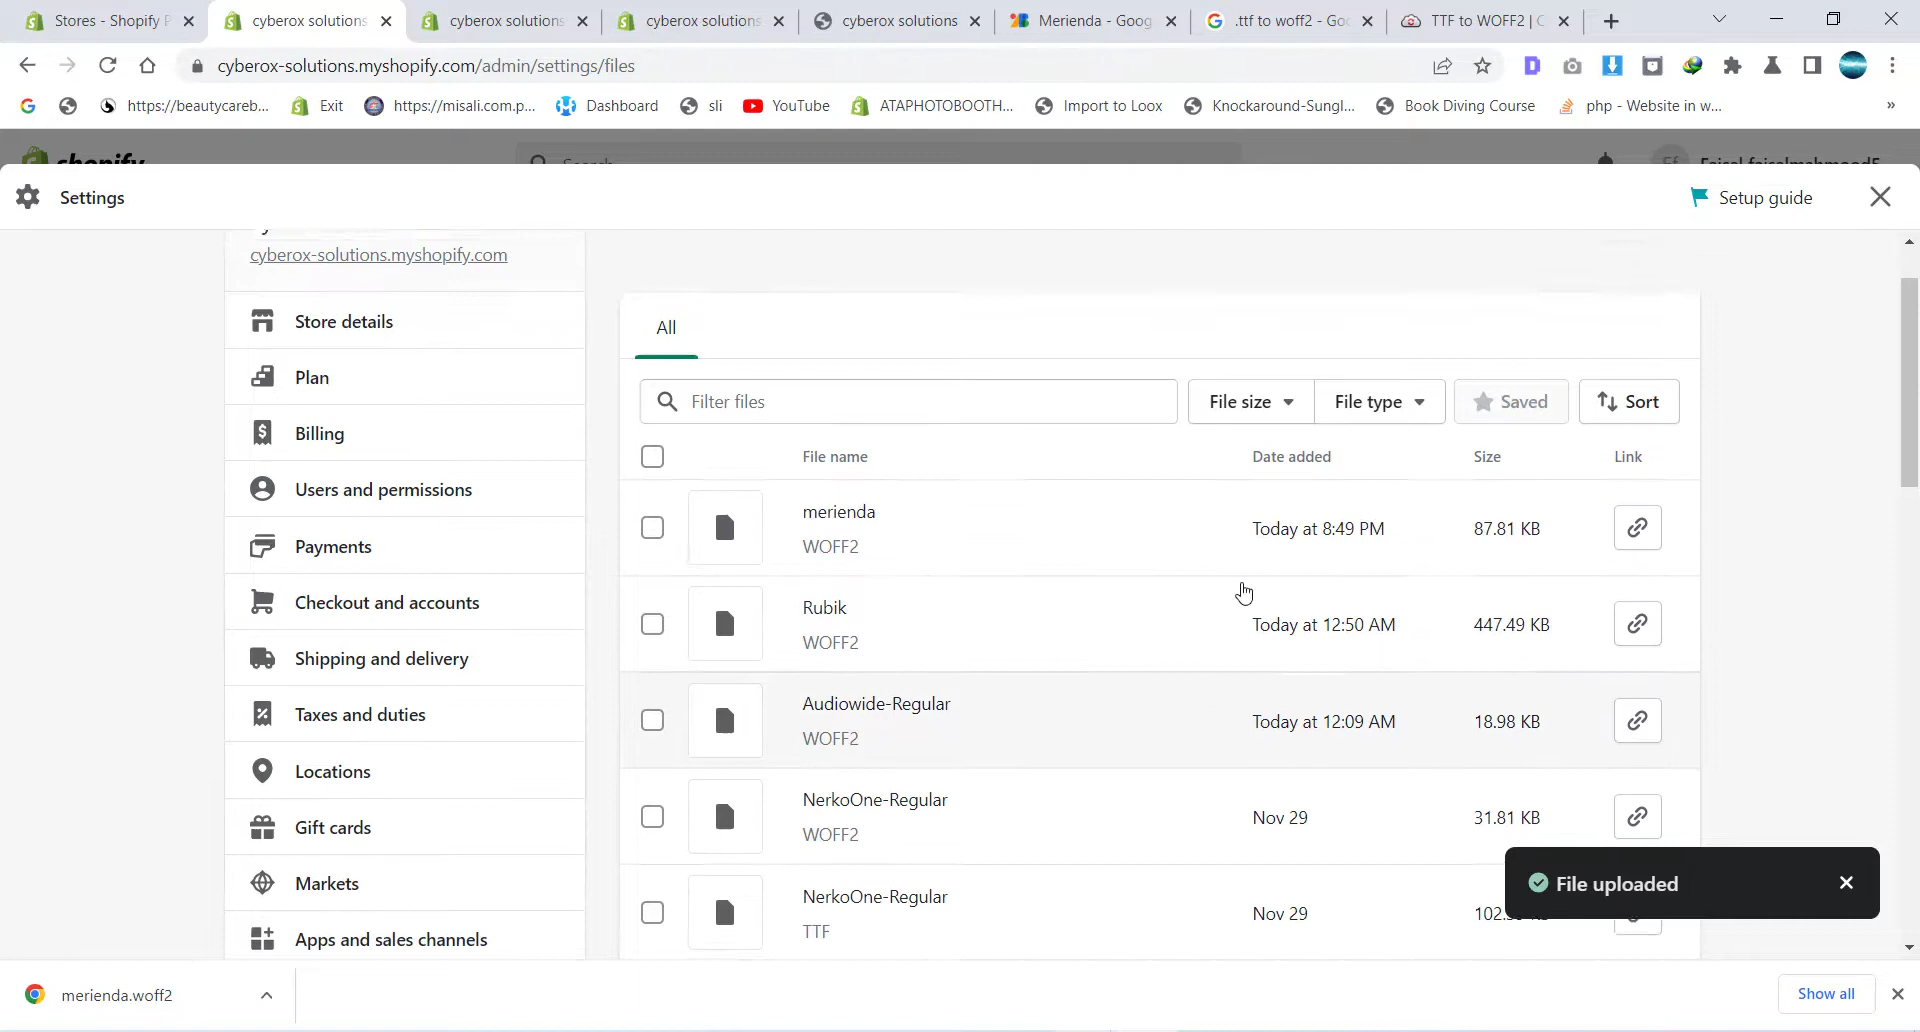 Stores - Shopify P
cyberox solutions
cyberox solutions
cyberox solutions
cyberox solutions
Merienda - Goog
.ttf to woff2 - Goo
TTF to WOFF2 | C
cyberox-solutions.myshopify.com/admin/settings/files
https://beautycareb...
Exit
https://misali.com.p...
Dashboard
sli
YouTube
ATAPHOTOBOOTH...
Import to Loox
Knockaround-Sungl...
Book Diving Course
php - Website in w...
»
Settings
Setup guide
cyberox-solutions.myshopify.com
Store details
Plan
Billing
Users and permissions
Payments
Checkout and accounts
Shipping and delivery
Taxes and duties
Locations
Gift cards
Markets
Apps and sales channels
All
Filter files
File size
File type
Saved
Sort
File name
Date added
Size
Link
merienda
WOFF2
Today at 8:49 PM
87.81 KB
Rubik
WOFF2
Today at 12:50 AM
447.49 KB
Audiowide-Regular
WOFF2
Today at 12:09 AM
18.98 KB
NerkoOne-Regular
WOFF2
Nov 29
31.81 KB
NerkoOne-Regular
TTF
Nov 29
File uploaded
merienda.woff2
Show all